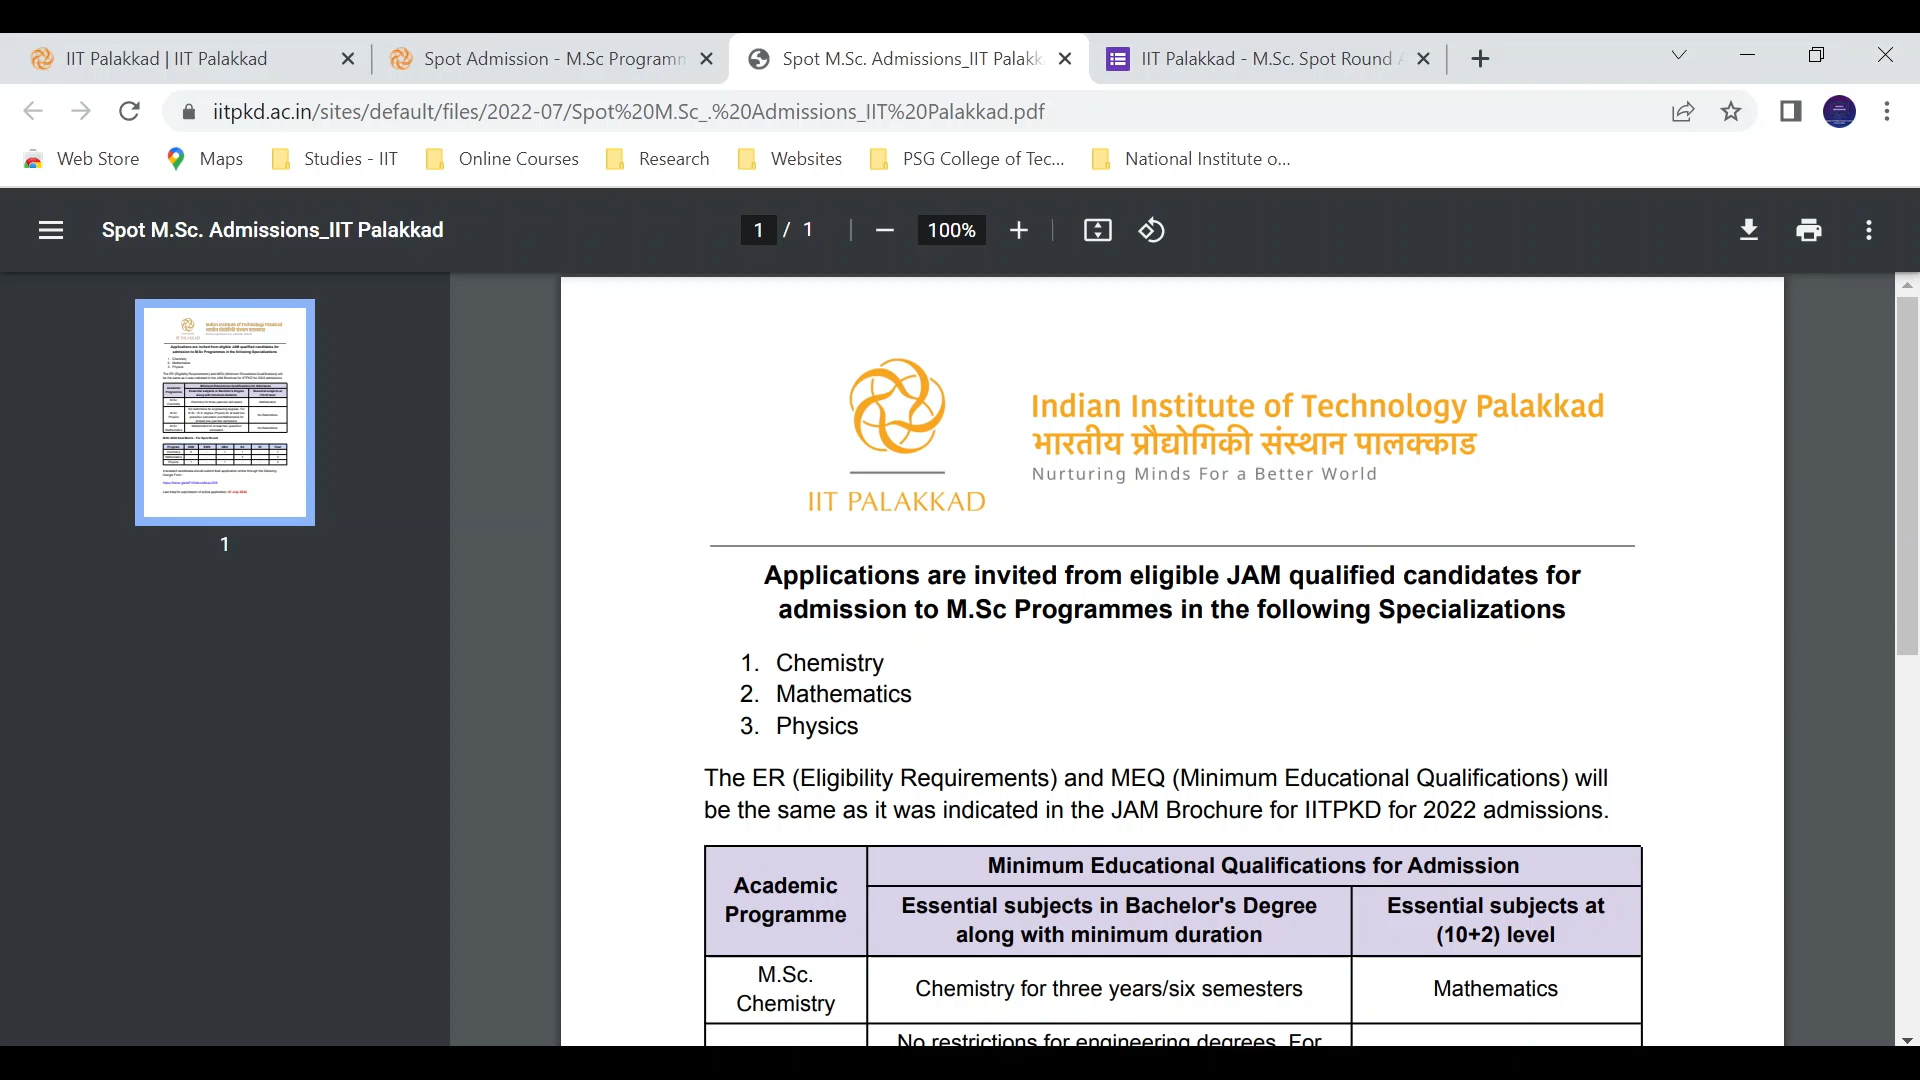 IIT Palakkad | IIT Palakkad
Spot Admission - M.Sc Programm
Spot M.Sc. Admissions_IIT Palakk
IIT Palakkad - M.Sc. Spot Round A
iitpkd.ac.in/sites/default/files/2022-07/Spot%20M.Sc_.%20Admissions_IIT%20Palakkad.pdf
Web Store
Maps
Studies - IIT
Online Courses
Research
Websites
PSG College of Tec...
National Institute o...
Spot M.Sc. Admissions_IIT Palakkad
1 / 1
100%
1
Indian Institute of Technology Palakkad
भारतीय प्रौद्योगिकी संस्थान पालक्काड
Nurturing Minds For a Better World
IIT PALAKKAD
Applications are invited from eligible JAM qualified candidates for
admission to M.Sc Programmes in the following Specializations
1. Chemistry
2. Mathematics
3. Physics
The ER (Eligibility Requirements) and MEQ (Minimum Educational Qualifications) will
be the same as it was indicated in the JAM Brochure for IITPKD for 2022 admissions.
Academic
Programme
Minimum Educational Qualifications for Admission
Essential subjects in Bachelor's Degree
along with minimum duration
Essential subjects at
(10+2) level
M.Sc.
Chemistry
Chemistry for three years/six semesters
Mathematics
No restrictions for engineering degrees. For